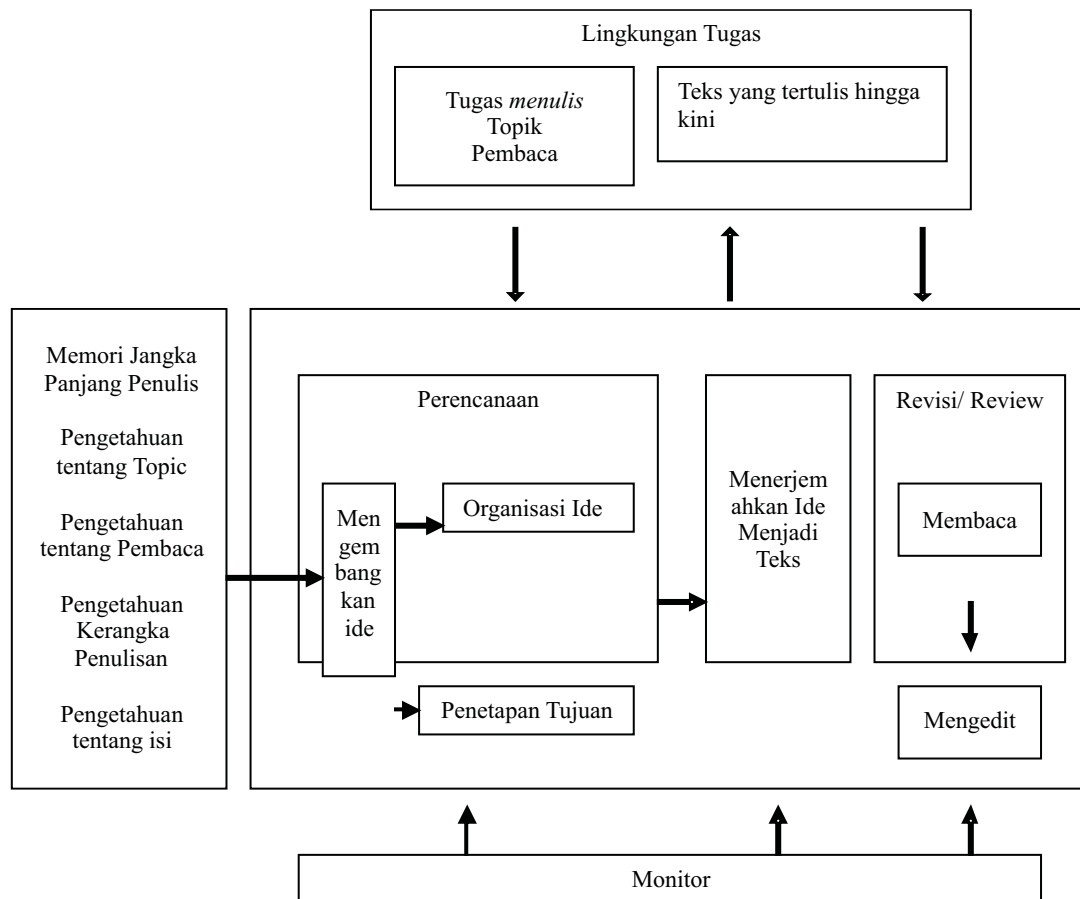 Lingkungan Tugas
Tugas menulis
Topik
Pembaca
Teks yang tertulis hingga
kini
Memori Jangka
Panjang Penulis
Pengetahuan
tentang Topic
Pengetahuan
tentang Pembaca
Pengetahuan
Kerangka
Penulisan
Pengetahuan
tentang isi
Perencanaan
Men
gem
bang
kan
ide
Organisasi Ide
Penetapan Tujuan
Menerjem
ahkan Ide
Menjadi
Teks
Revisi/ Review
Membaca
Mengedit
Monitor